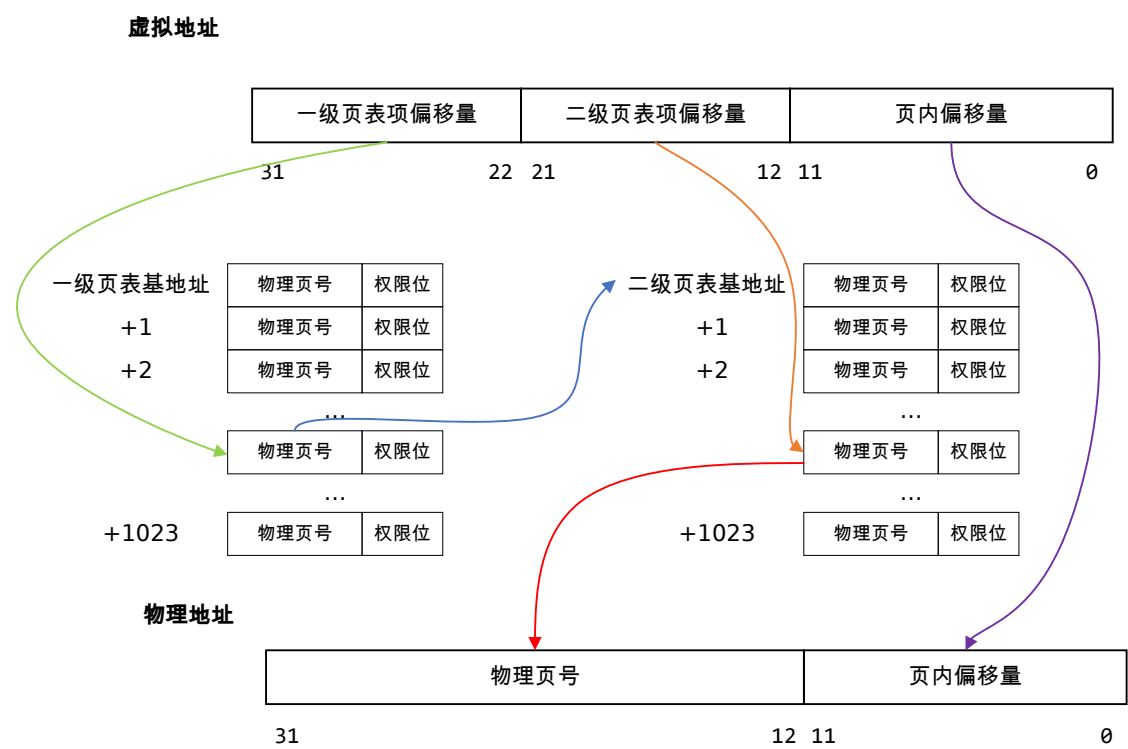 虚拟地址
一级页表项偏移量 二级页表项偏移量 页内偏移量
31 22 21 12 11 0
一级页表基地址 物理页号 权限位 二级页表基地址 物理页号 权限位
+1 物理页号 权限位 +1 物理页号 权限位
+2 物理页号 权限位 +2 物理页号 权限位
... ...
物理页号 权限位 物理页号 权限位
... ...
+1023 物理页号 权限位 +1023 物理页号 权限位
物理地址
物理页号 页内偏移量
31 12 11 0